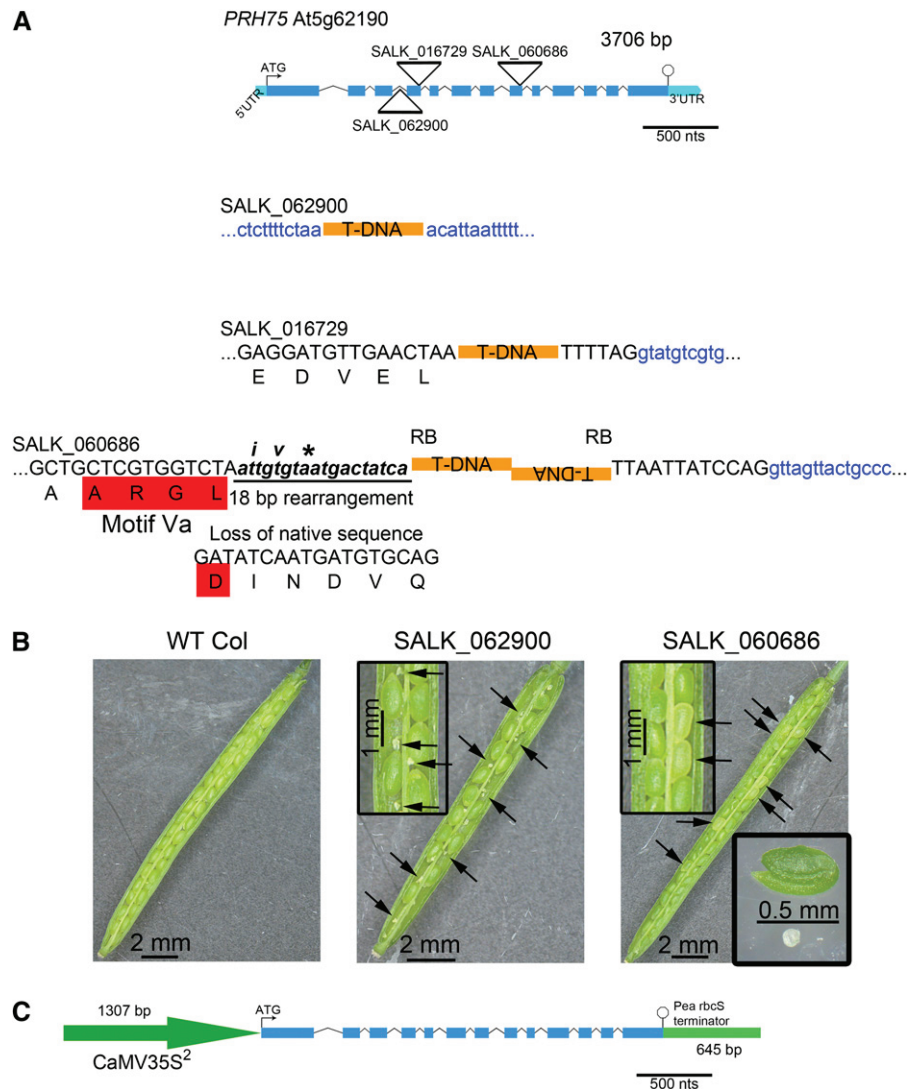 A
PRH75 At5g62190
3706 bp
SALK_016729 SALK_060686
ATG
5'UTR
3'UTR
SALK_062900
500 nts
SALK_062900
...ctcttttctaa T-DNA acattaattttt...
SALK_016729
...GAGGATGTTGAACTAA T-DNA TTTTAGgtatgtcgtg...
E D V E L
SALK_060686
i v *
RB RB
...GCTGCTCGTGGTCTAattgtgtaatgactatca T-DNA T-DNA TTAATTATCCAGgttagttactgccc...
A A R G L 18 bp rearrangement
Motif Va
Loss of native sequence
GATATCAATGATGTGCAG
D I N D V Q
B
WT Col SALK_062900 SALK_060686
1 mm
1 mm
0.5 mm
2 mm
2 mm
2 mm
C
1307 bp
CaMV35S2
ATG
Pea rbcS
terminator
645 bp
500 nts